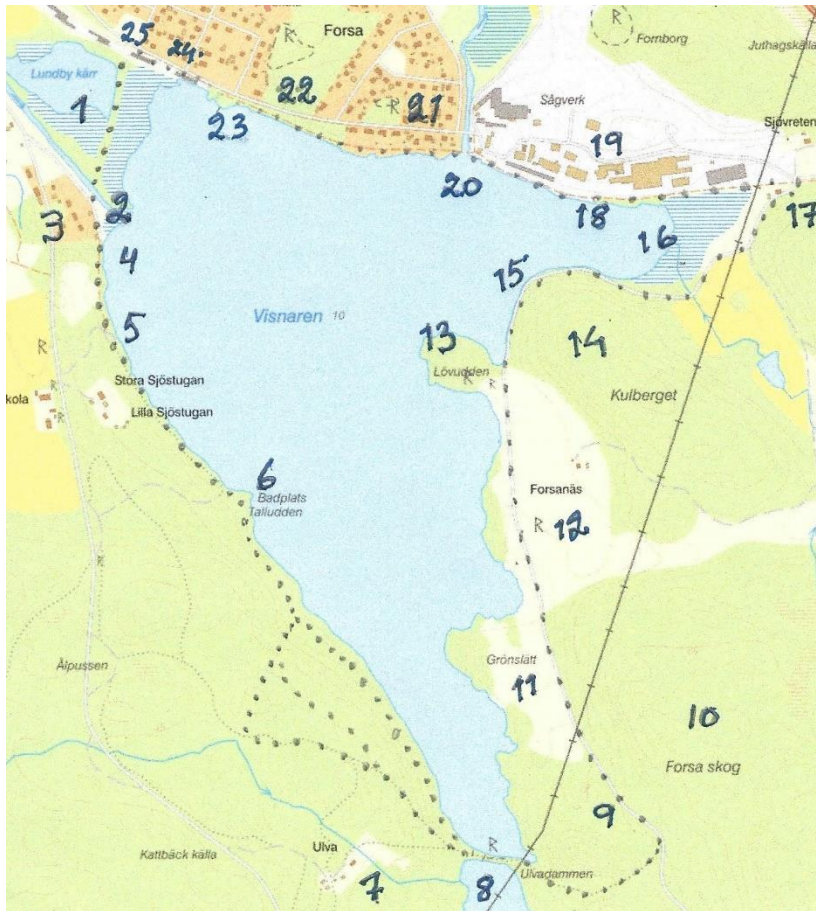 25
24.
R
Forsa
R
Fornborg
Juthagskälla
Lundby kärr
1
22
R
21
Sågverk
23
19
Sjövreten
20
2
3
18
16
17
4
15
Visnaren 10
5
13
14
R
Stora Sjöstugan
Lövudden
R
R
kola
R
Lilla Sjöstugan
Kulberget
R
6
Badplats
Talludden
Forsanäs
R
12
R
Ålpussen
Grönslätt
11
10
Forsa skog
9
Ulva
R
Kattbäck källa
7
8
Ulvadammen